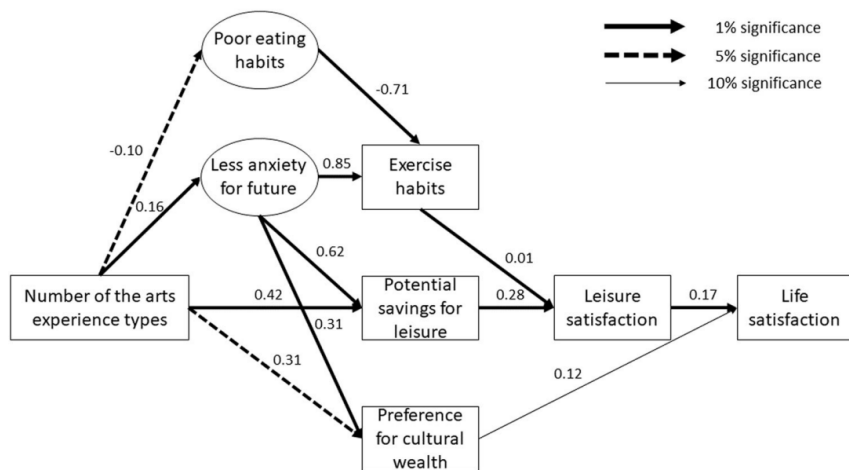 Poor eating
habits
1% significance
5% significance
10% significance
-0.71
-0.10
Less anxiety
for future
0.85
Exercise
habits
0.16
0.62
0.01
Number of the arts
experience types
0.42
Potential
savings for
leisure
0.28
Leisure
satisfaction
0.17
Life
satisfaction
0.31
0.31
0.12
Preference
for cultural
wealth